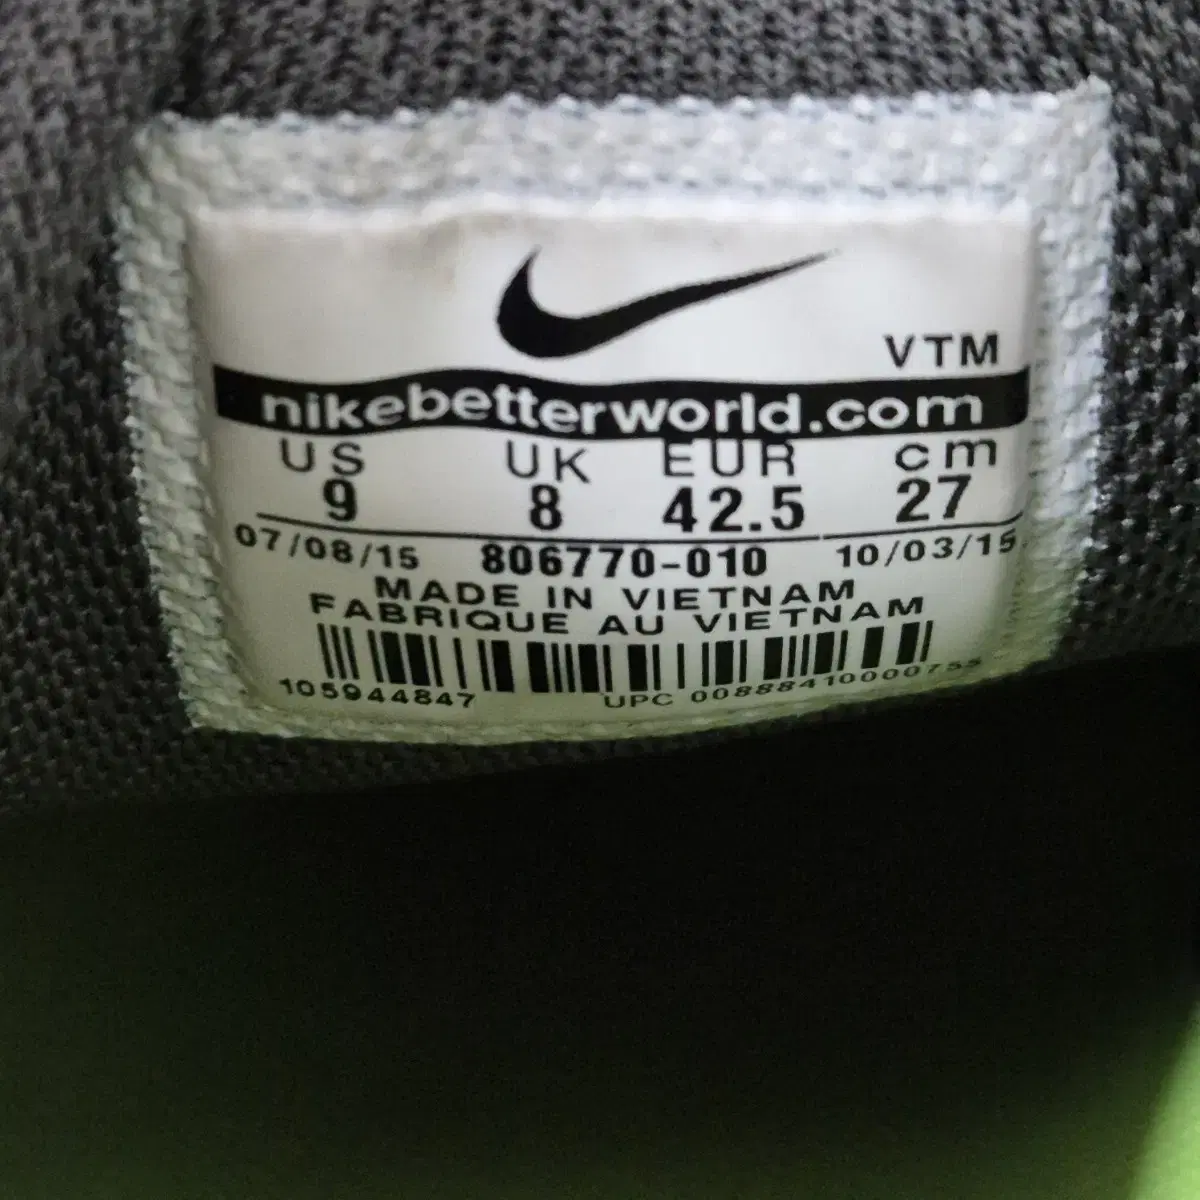 VTM
nikebetterworld.com
US UK EUR cm
9 8 42.5 27
07/08/15 806770-010 10/03/15
MADE IN VIETNAM
FABRIQUE AU VIETNAM
105944847 UPC 00888410000755